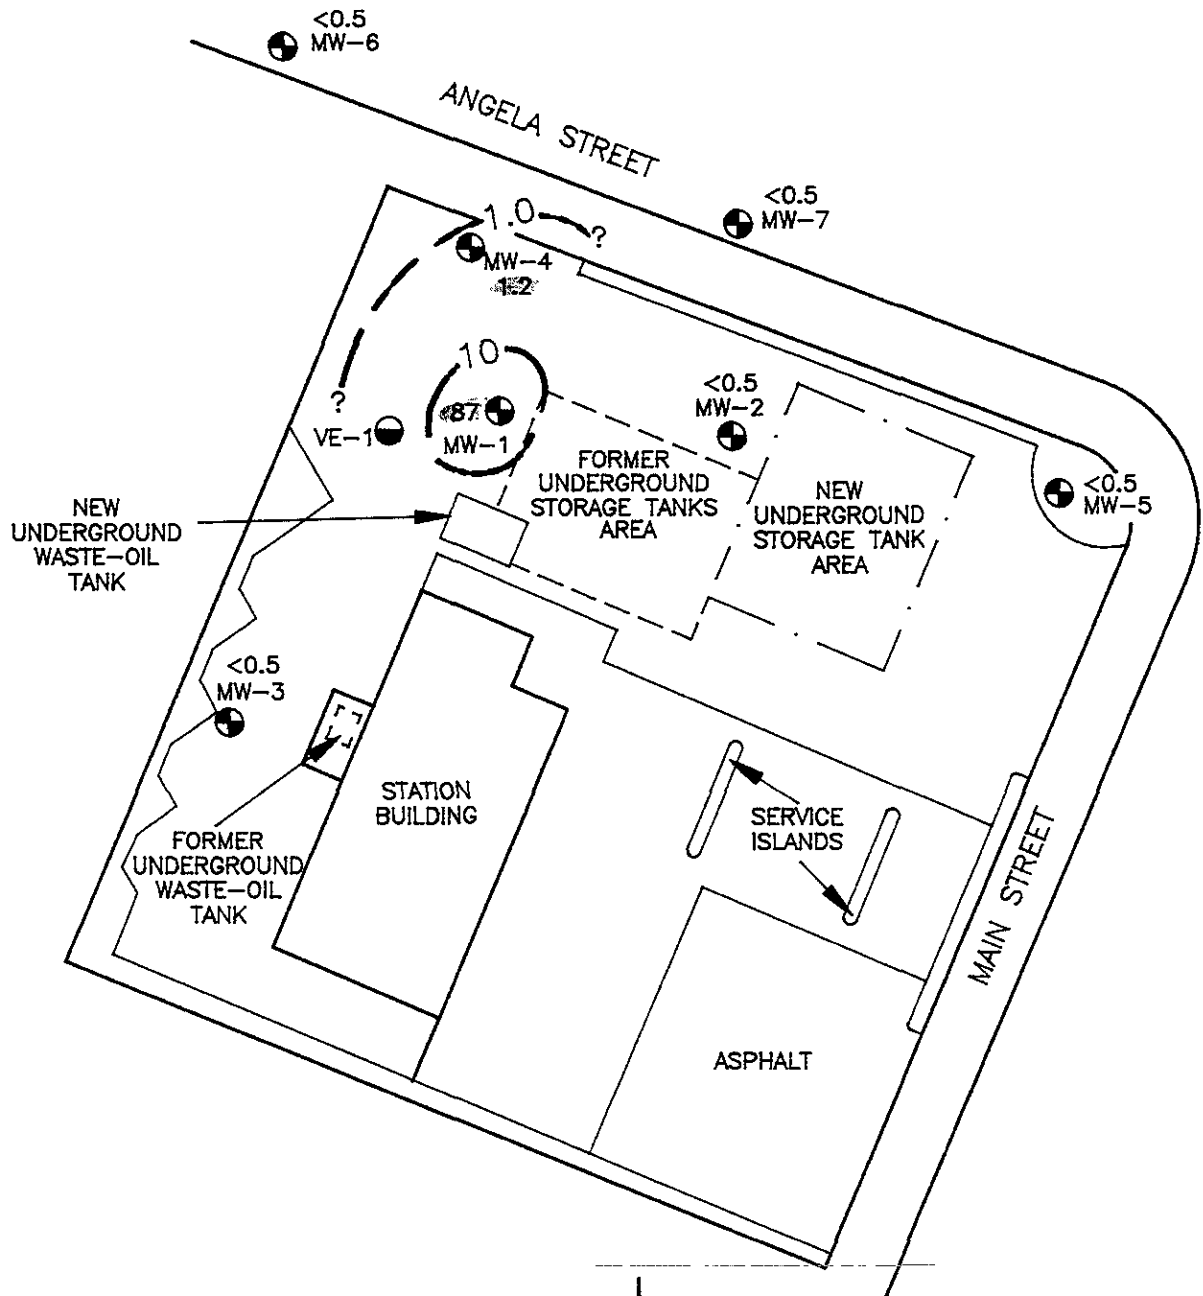 <0.5
MW-6
ANGELA STREET
<0.5
MW-7
1.0
?
MW-4
1.2
10
?
87
MW-1
VE-1
<0.5
MW-2
<0.5
MW-5
FORMER
UNDERGROUND
STORAGE TANKS
AREA
NEW
UNDERGROUND
STORAGE TANK
AREA
NEW
UNDERGROUND
WASTE-OIL
TANK
<0.5
MW-3
STATION
BUILDING
SERVICE
ISLANDS
FORMER
UNDERGROUND
WASTE-OIL
TANK
MAIN STREET
ASPHALT